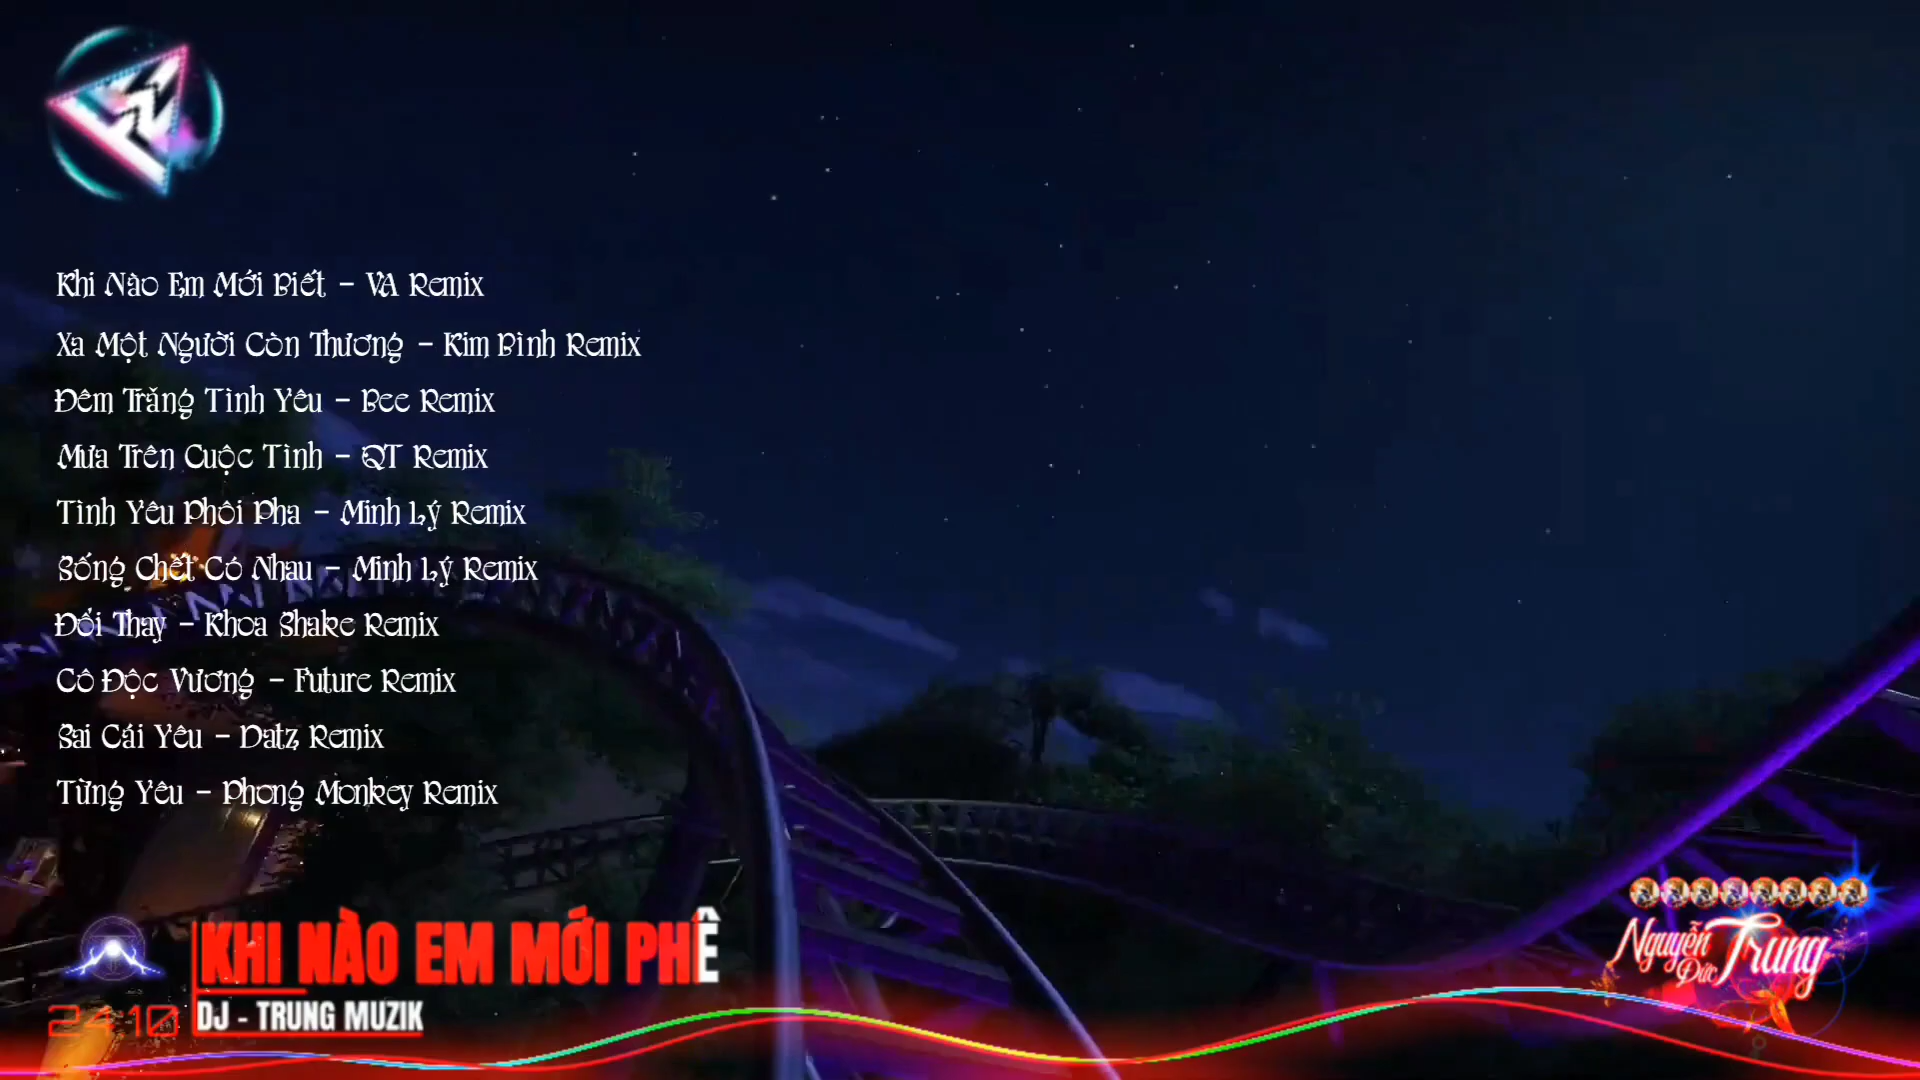 Khi Nào Em Mới Biết - VA Remix
Xa Một Người Còn Thương - Kim Bình Remix
Đêm Trắng Tình Yêu - Bee Remix
Mưa Trên Cuộc Tình - QT Remix
Tình Yêu Phôi Pha - Minh Lý Remix
Sống Chết Có Nhau - Minh Lý Remix
Đổi Thay - Khoa Shake Remix
Cô Độc Vương - Future Remix
Sai Cái Yêu - Datz Remix
Từng Yêu - Phong Monkey Remix
KHI NÀO EM MỚI PHÊ
DJ - TRUNG MUZIK
24:10
Nguyễn Đức Trung